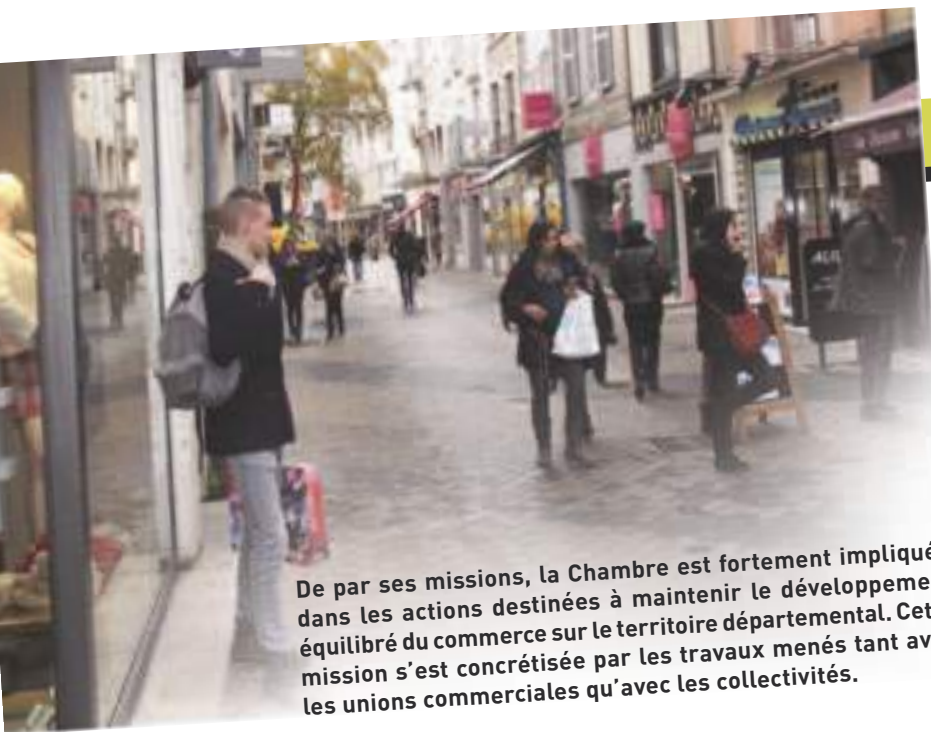 De par ses missions, la Chambre est fortement impliqué
dans les actions destinées à maintenir le développeme
équilibré du commerce sur le territoire départemental. Cet
mission s’est concrétisée par les travaux menés tant av
les unions commerciales qu’avec les collectivités.